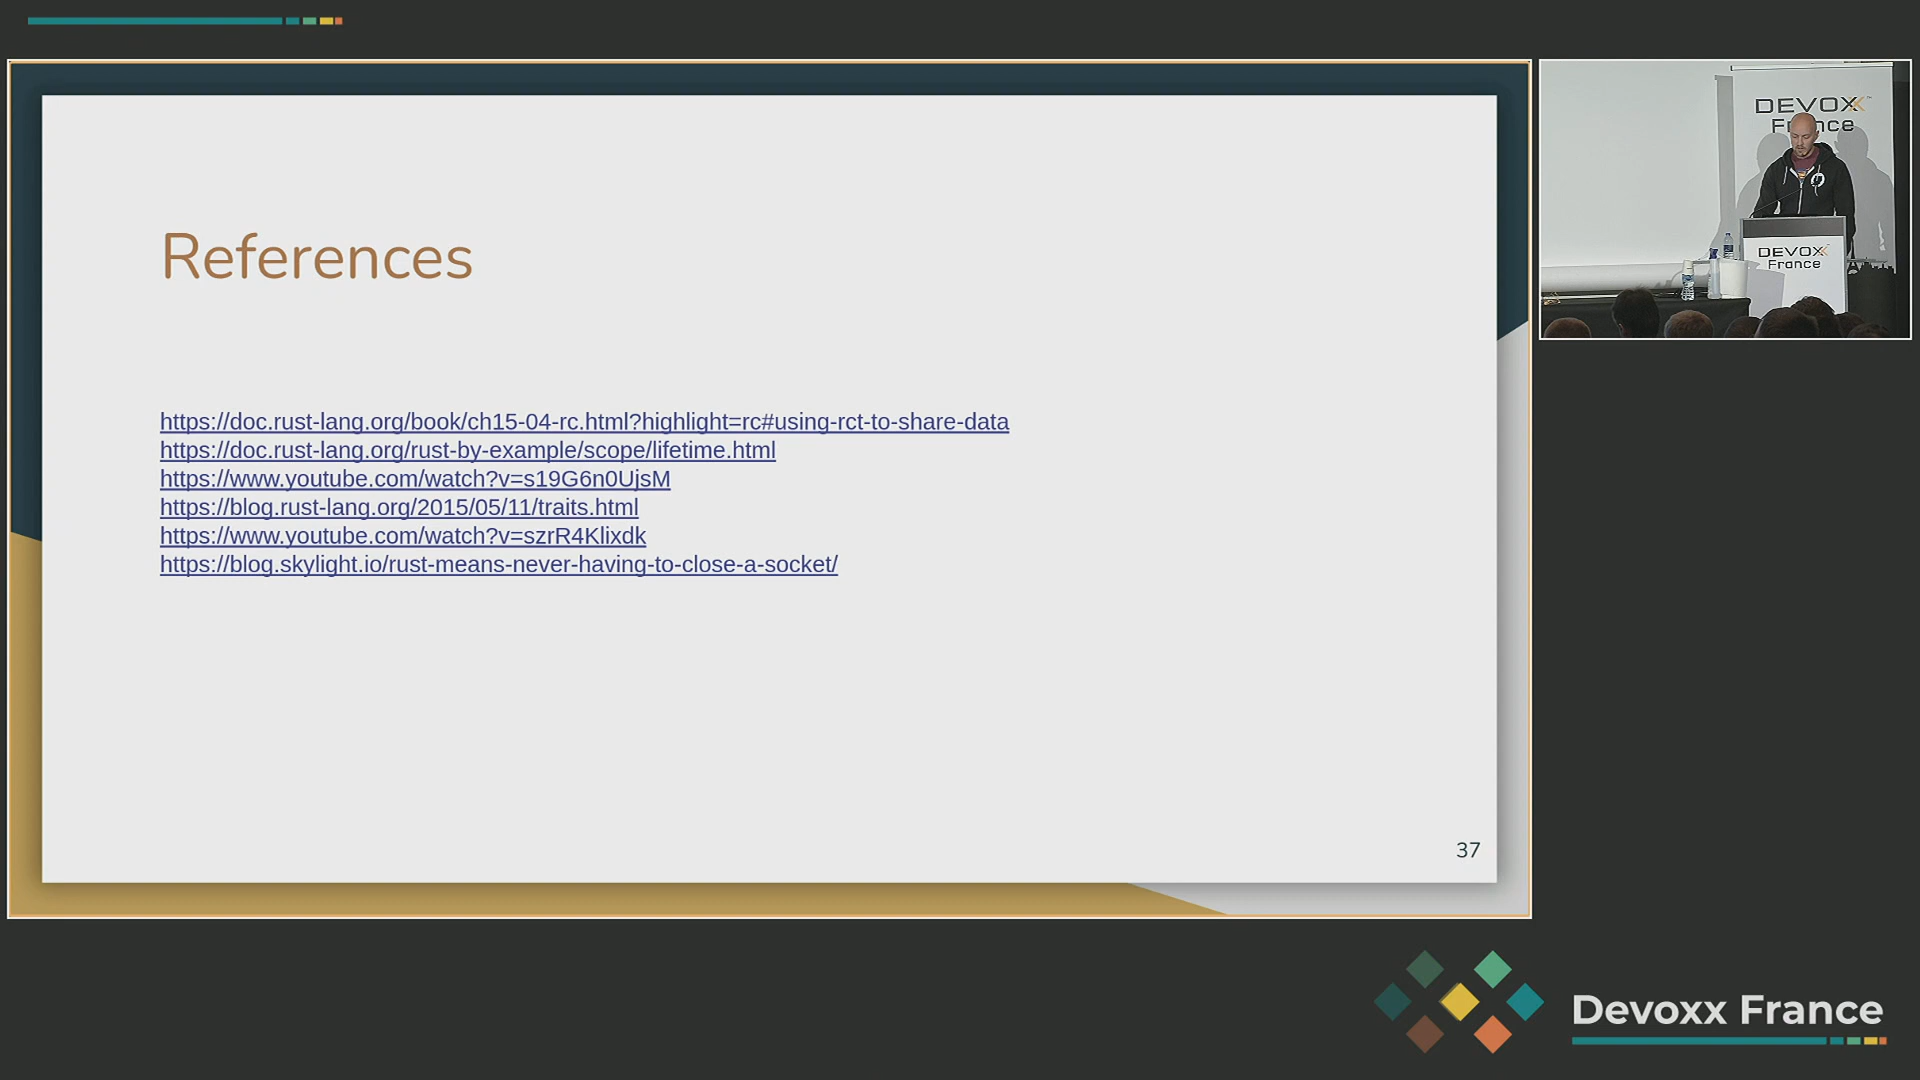 References
https://doc.rust-lang.org/book/ch15-04-rc.html?highlight=rc#using-rct-to-share-data
https://doc.rust-lang.org/rust-by-example/scope/lifetime.html
https://www.youtube.com/watch?v=s19G6n0UjsM
https://blog.rust-lang.org/2015/05/11/traits.html
https://www.youtube.com/watch?v=szrR4Klixdk
https://blog.skylight.io/rust-means-never-having-to-close-a-socket/
37
DEVOXX
France
DEVOXX
France
Devoxx France